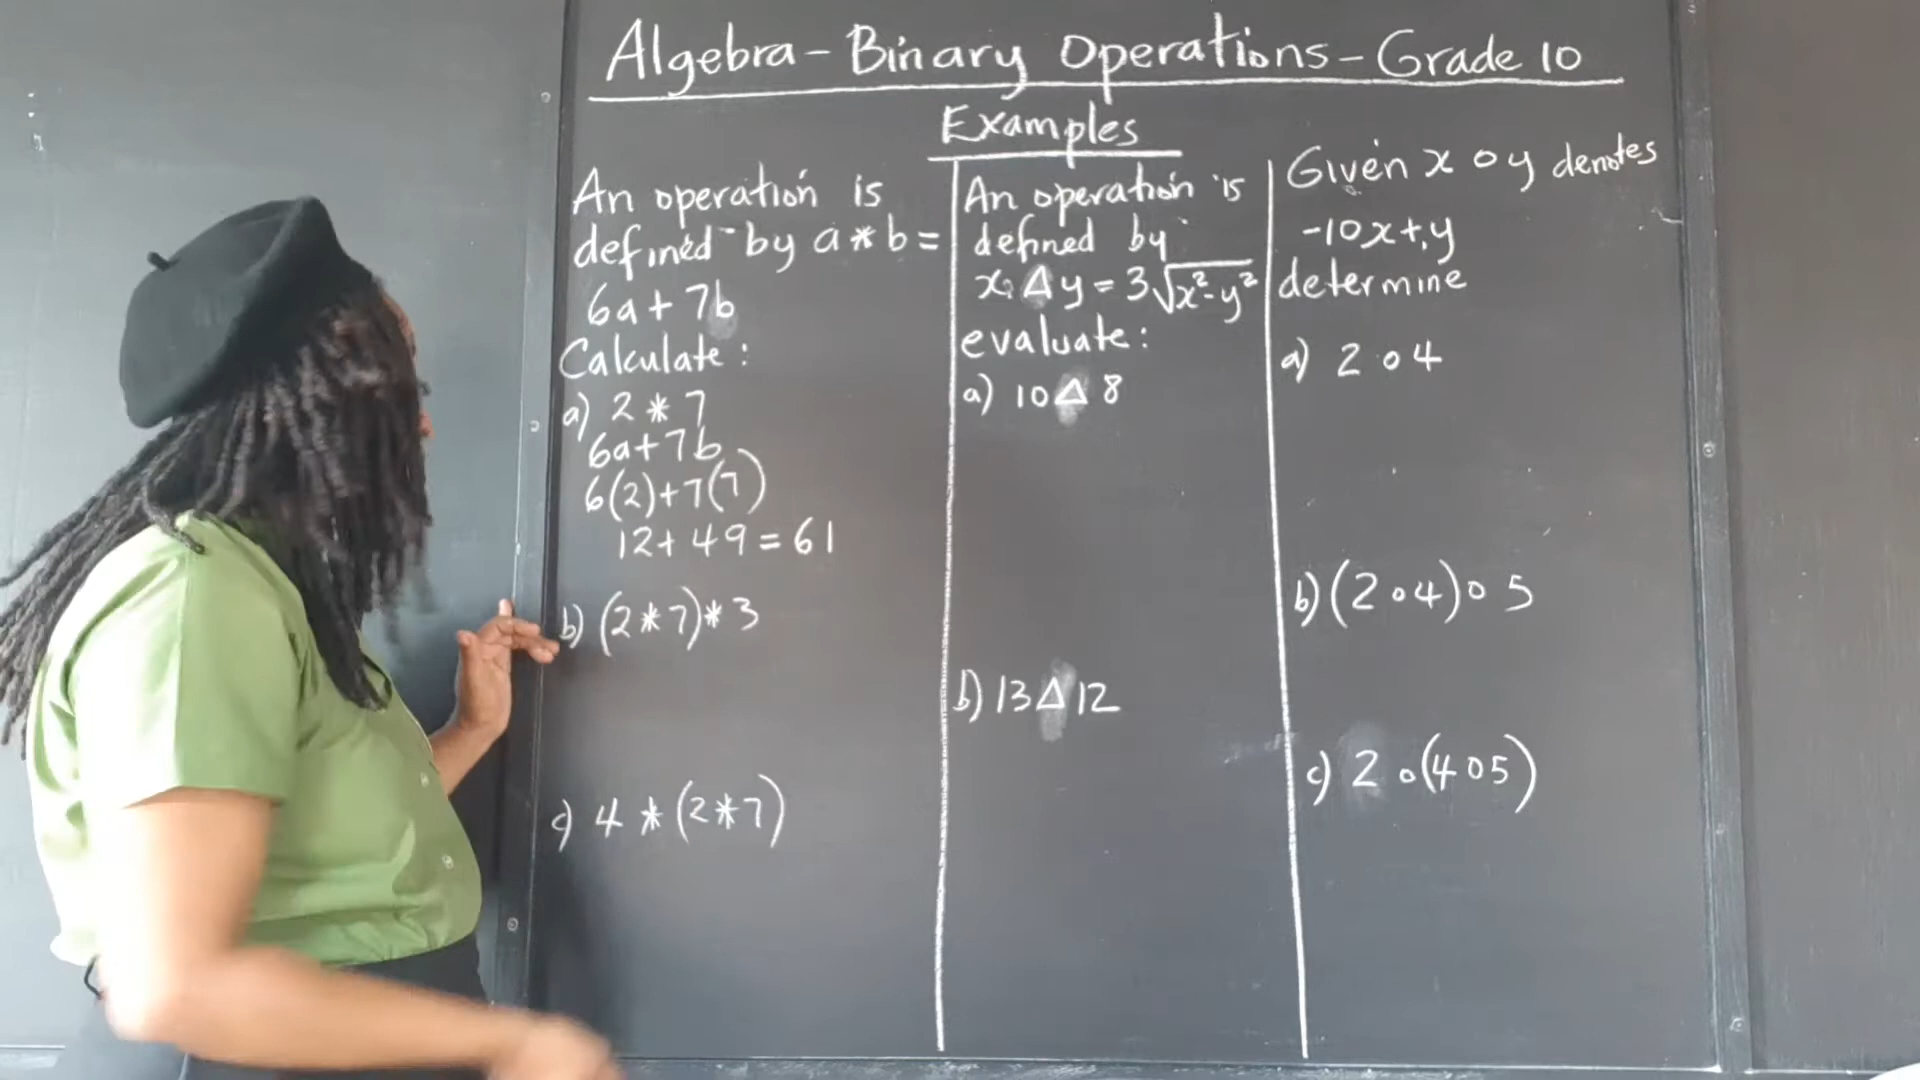 Algebra - Binary Operations - Grade 10
Examples
An operation is
defined by a * b =
6a + 7b
Calculate :
a) 2 * 7
6a + 7b
6(2) + 7(7)
12 + 49 = 61
b) (2 * 7) * 3
c) 4 * (2 * 7)
An operation is
defined by
x Δ y = 3√x²-y²
evaluate :
a) 10 Δ 8
b) 13 Δ 12
Given x o y denotes
-10x + y
determine
a) 2 o 4
b) (2 o 4) o 5
c) 2 o (4 o 5)